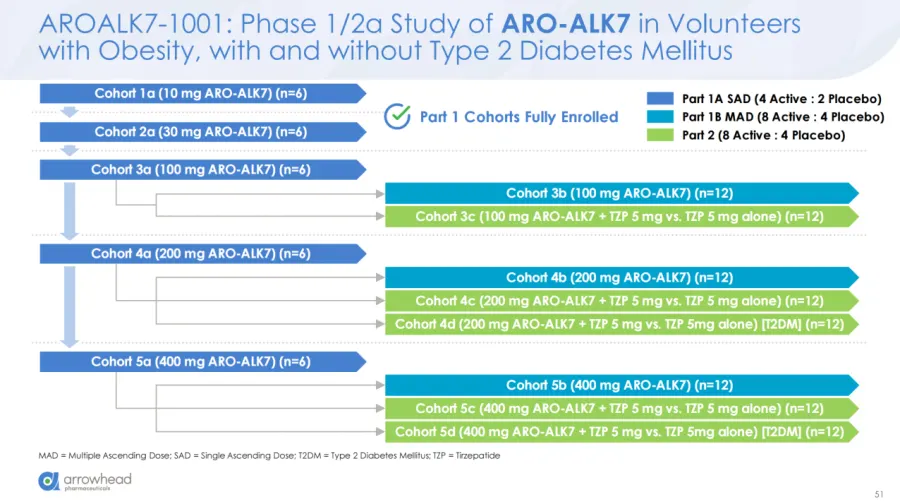 AROALK7-1001: Phase 1/2a Study of ARO-ALK7 in Volunteers
with Obesity, with and without Type 2 Diabetes Mellitus
Cohort 1a (10 mg ARO-ALK7) (n=6)
Cohort 2a (30 mg ARO-ALK7) (n=6)
Part 1 Cohorts Fully Enrolled
Part 1A SAD (4 Active : 2 Placebo)
Part 1B MAD (8 Active : 4 Placebo)
Part 2 (8 Active : 4 Placebo)
Cohort 3a (100 mg ARO-ALK7) (n=6)
Cohort 3b (100 mg ARO-ALK7) (n=12)
Cohort 3c (100 mg ARO-ALK7 + TZP 5 mg vs. TZP 5 mg alone) (n=12)
Cohort 4a (200 mg ARO-ALK7) (n=6)
Cohort 4b (200 mg ARO-ALK7) (n=12)
Cohort 4c (200 mg ARO-ALK7 + TZP 5 mg vs. TZP 5 mg alone) (n=12)
Cohort 4d (200 mg ARO-ALK7 + TZP 5 mg vs. TZP 5mg alone) [T2DM] (n=12)
Cohort 5a (400 mg ARO-ALK7) (n=6)
Cohort 5b (400 mg ARO-ALK7) (n=12)
Cohort 5c (400 mg ARO-ALK7 + TZP 5 mg vs. TZP 5 mg alone) (n=12)
Cohort 5d (400 mg ARO-ALK7 + TZP 5 mg vs. TZP 5mg alone) [T2DM] (n=12)
MAD = Multiple Ascending Dose; SAD = Single Ascending Dose; T2DM = Type 2 Diabetes Mellitus; TZP = Tirzepatide
arrowhead
pharmaceuticals
51